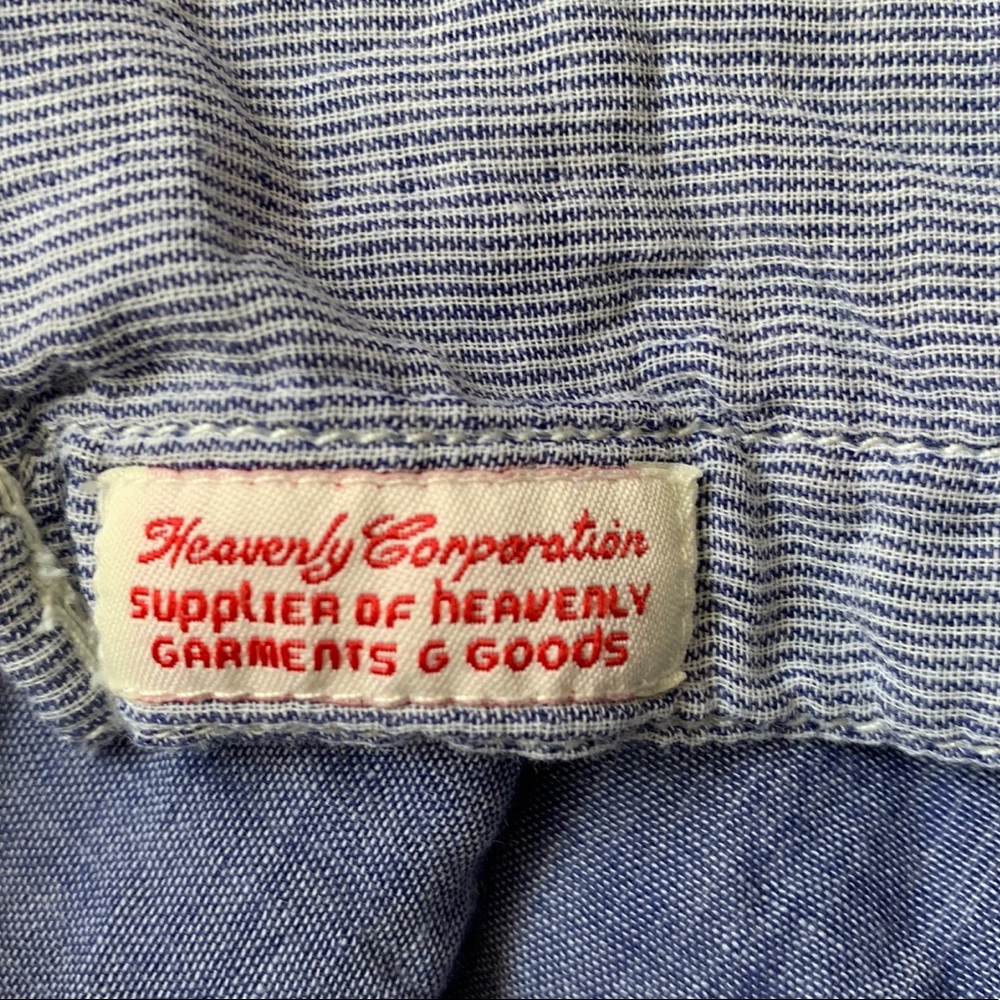 Heavenly Corporation
SUPPLIER OF HEAVENLY
GARMENTS & GOODS